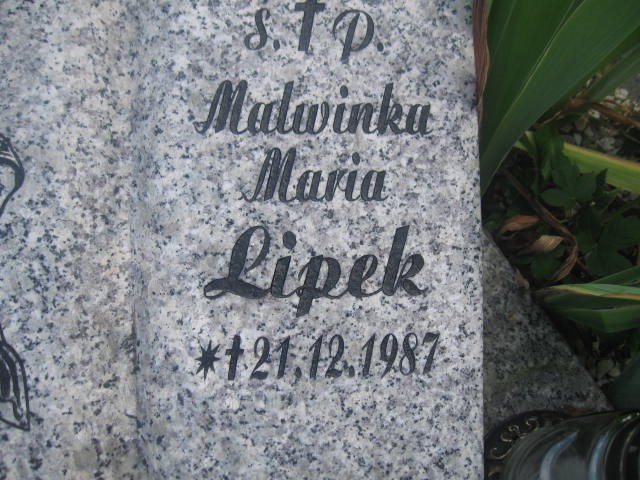 s. † p.
Malwinka
Maria
Lipek
*†21.12.1987